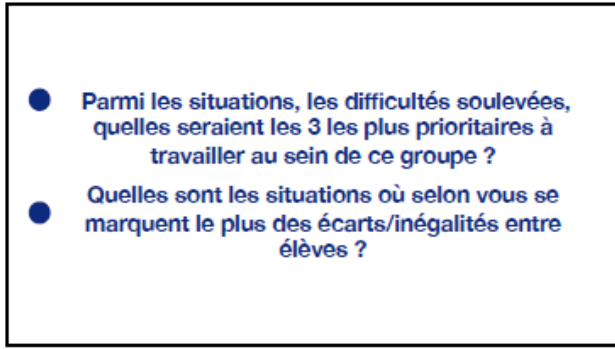 ● Parmi les situations, les difficultés soulevées,
quelles seraient les 3 les plus prioritaires à
travailler au sein de ce groupe ?
● Quelles sont les situations où selon vous se
marquent le plus des écarts/inégalités entre
élèves ?